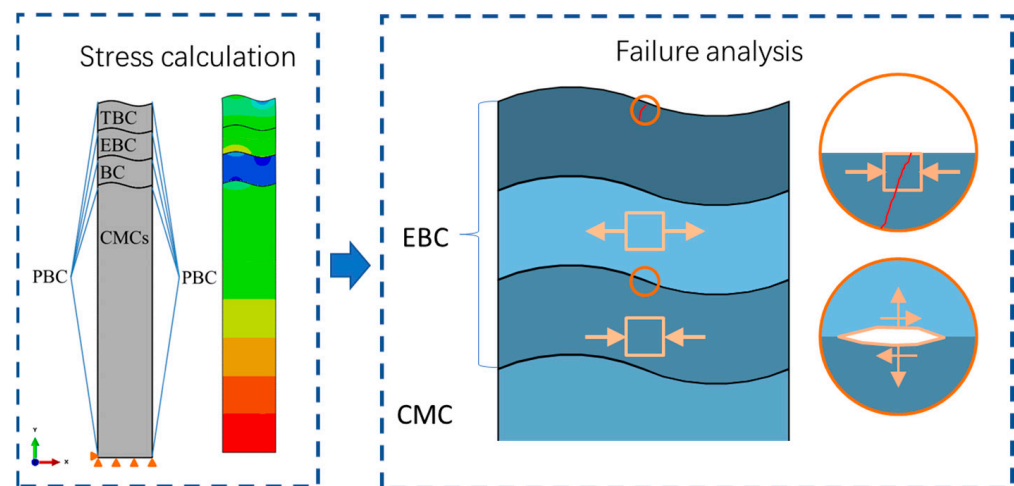 Stress calculation
TBC
EBC
BC
CMCs
PBC
PBC
Y
X
Failure analysis
EBC
CMC